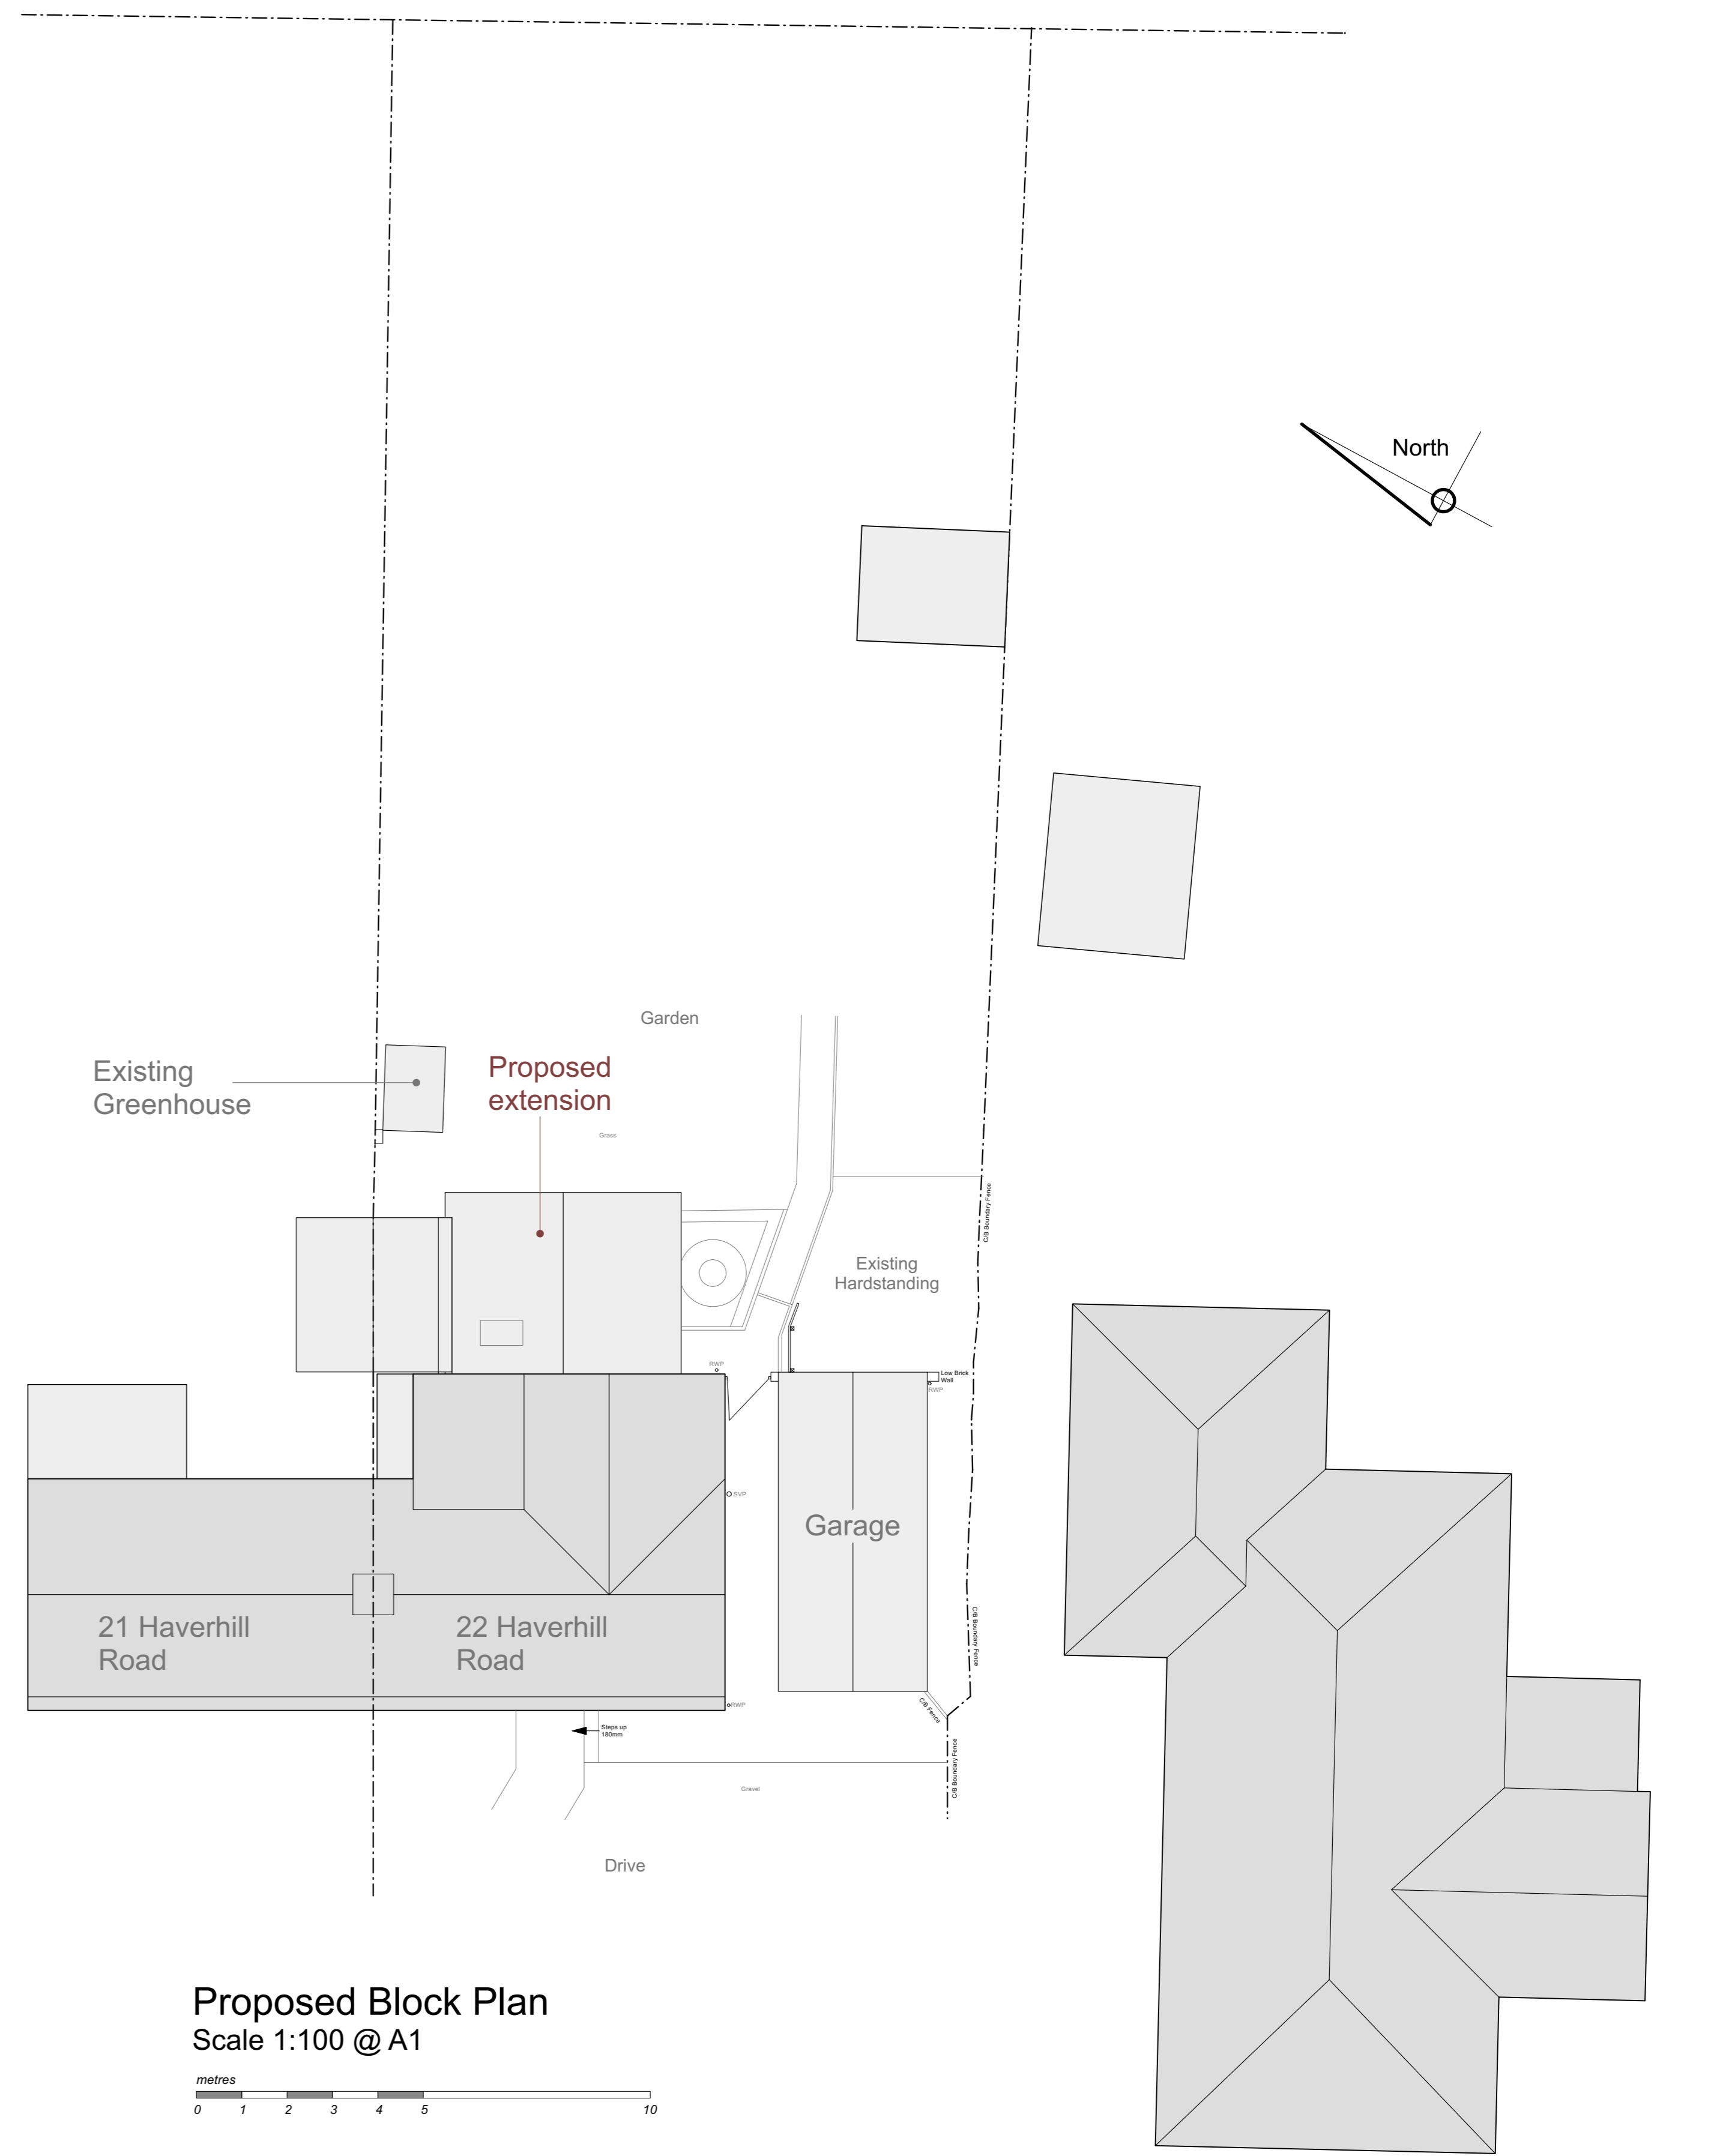 North
Garden
Existing
Greenhouse
Proposed
extension
Grass
C/B Boundary Fence
Existing
Hardstanding
RWP
Low Brick
Wall
RWP
SVP
Garage
21 Haverhill
Road
22 Haverhill
Road
C/B Boundary Fence
RWP
C/B Fence
Steps up
180mm
C/B Boundary Fence
Gravel
Drive
Proposed Block Plan
Scale 1:100 @ A1
metres
0 1 2 3 4 5 10